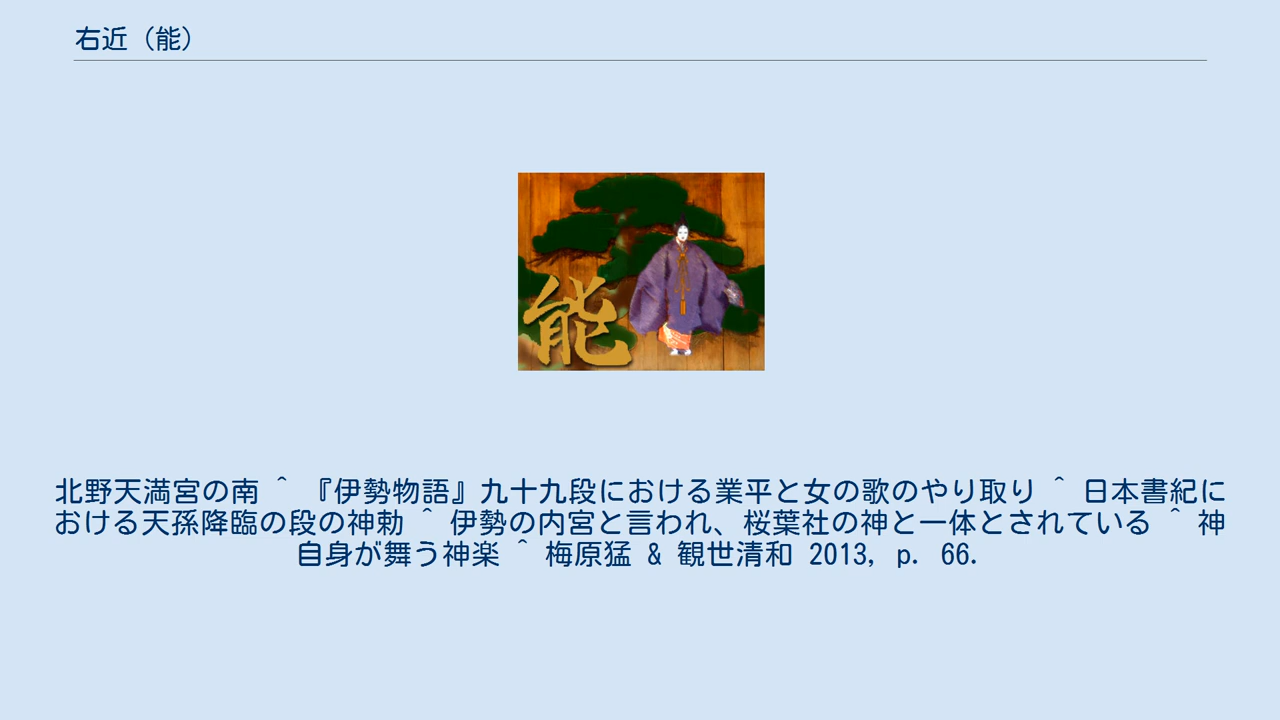 右近（能）
能
北野天満宮の南 ^ 『伊勢物語』九十九段における業平と女の歌のやり取り ^ 日本書紀に
おける天孫降臨の段の神勅 ^ 伊勢の内宮と言われ、桜葉社の神と一体とされている ^ 神
自身が舞う神楽 ^ 梅原猛 & 観世清和 2013, p. 66.